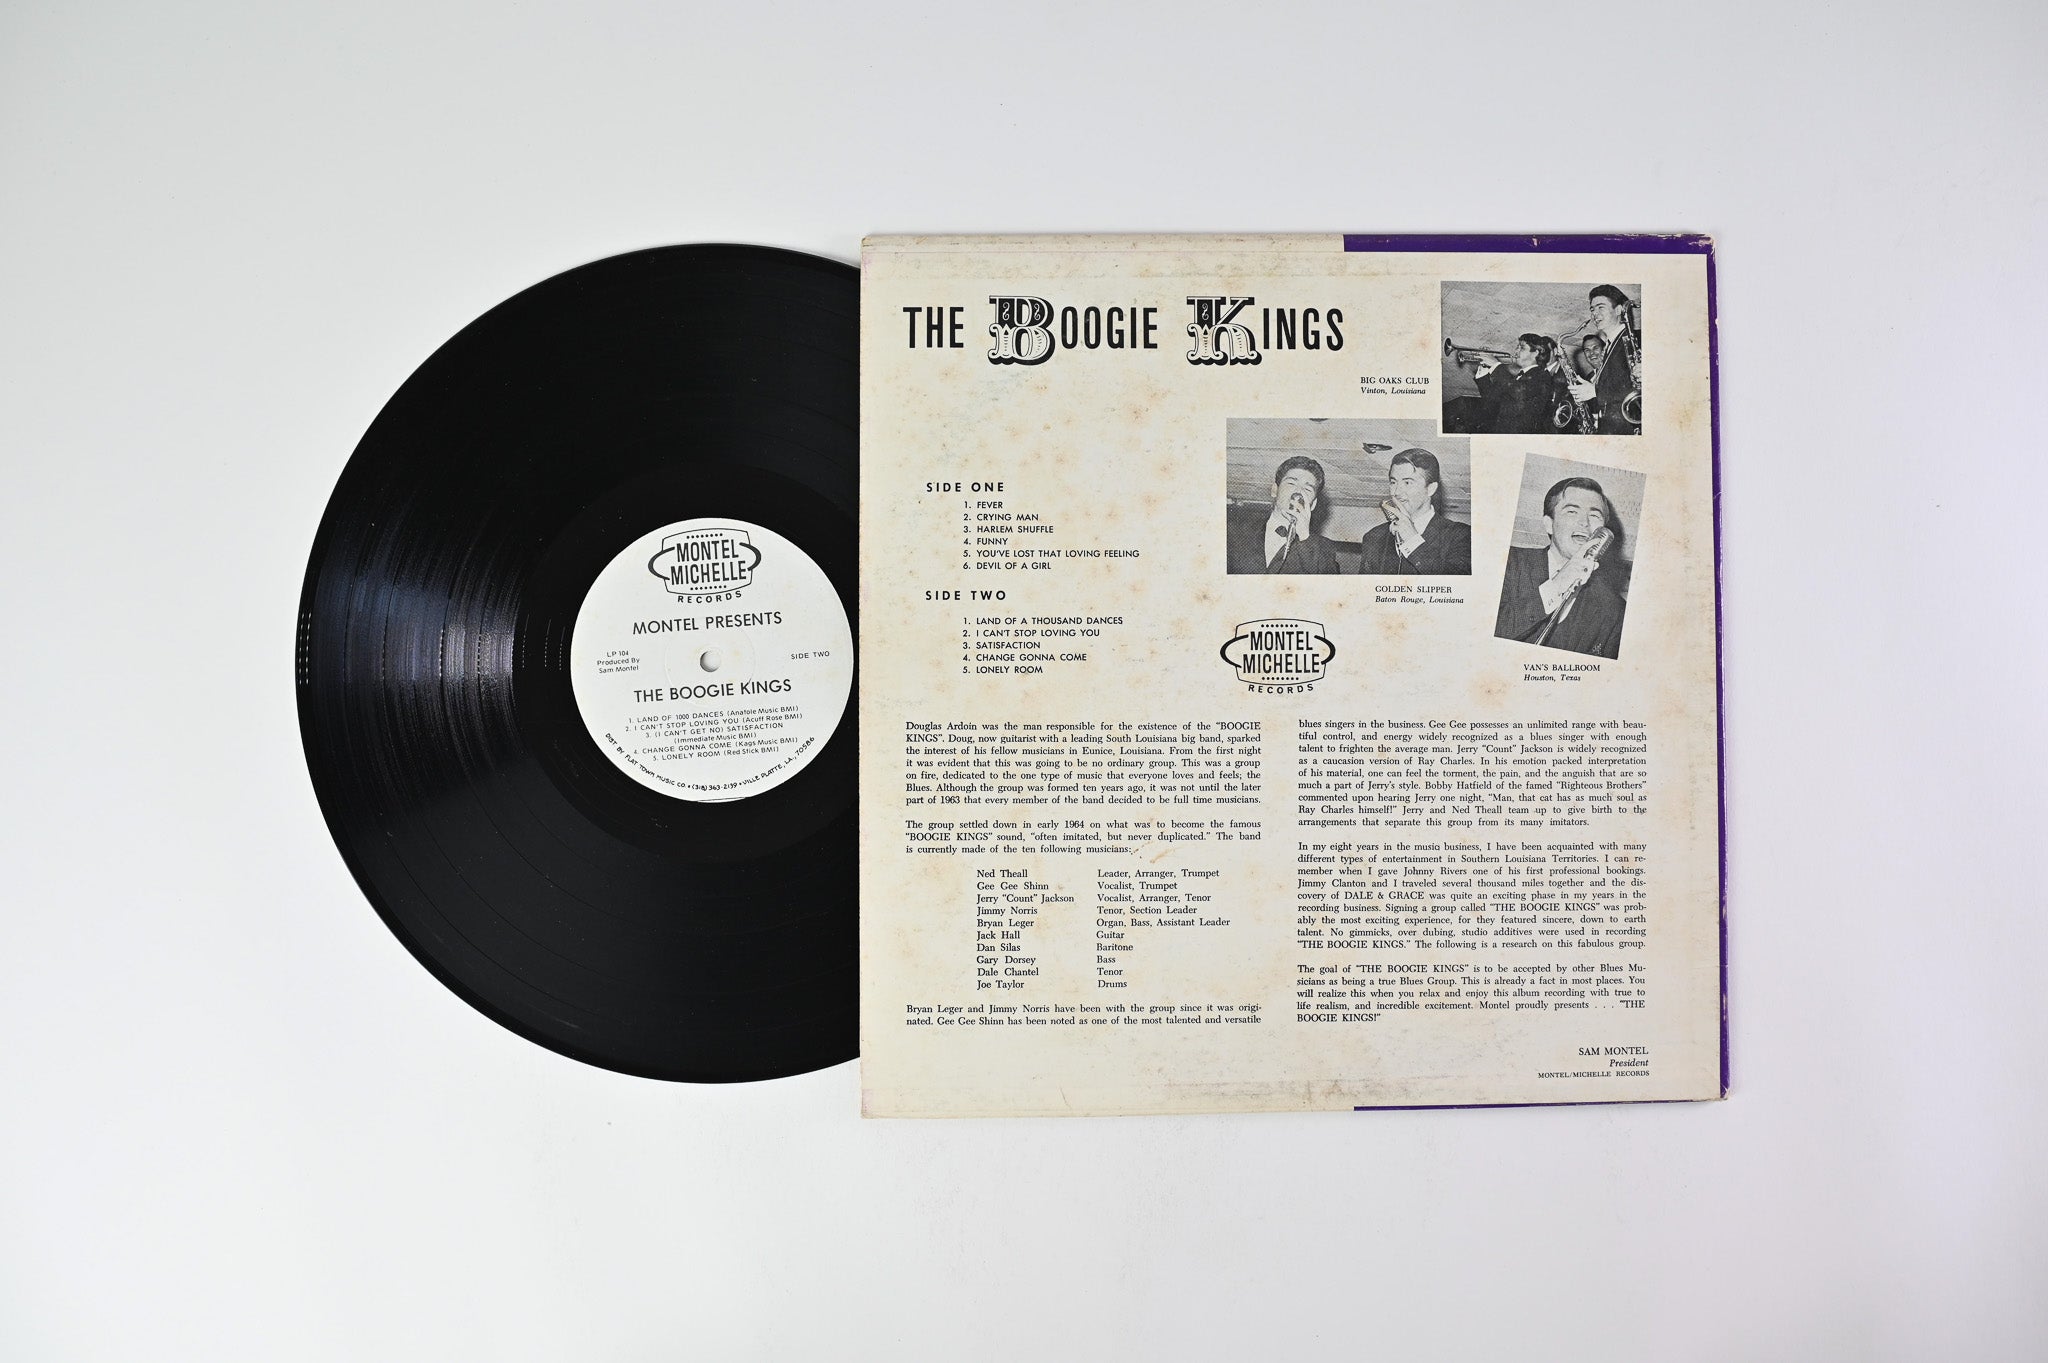 MONTEL
MICHELLE
RECORDS
MONTEL PRESENTS
LP 104
Produced By
Sam Montel
SIDE TWO
THE BOOGIE KINGS
1. LAND OF 1000 DANCES (Anatole Music BMI)
2. I CAN'T STOP LOVING YOU (Acuff Rose BMI)
3. (I CAN'T GET NO) SATISFACTION
(Immediate Music BMI)
4. CHANGE GONNA COME (Kags Music BMI)
5. LONELY ROOM (Red Stick BMI)
DIST BY FLAT TOWN MUSIC CO. • (318) 363-2139 • VILLE PLATTE, LA., 70586
THE BOOGIE KINGS
BIG OAKS CLUB
Vinton, Louisiana
SIDE ONE
1. FEVER
2. CRYING MAN
3. HARLEM SHUFFLE
4. FUNNY
5. YOU'VE LOST THAT LOVING FEELING
6. DEVIL OF A GIRL
SIDE TWO
1. LAND OF A THOUSAND DANCES
2. I CAN'T STOP LOVING YOU
3. SATISFACTION
4. CHANGE GONNA COME
5. LONELY ROOM
GOLDEN SLIPPER
Baton Rouge, Louisiana
MONTEL
MICHELLE
RECORDS
VAN'S BALLROOM
Houston, Texas
Douglas Ardoin was the man responsible for the existence of the "BOOGIE
KINGS". Doug, now guitarist with a leading South Louisiana big band, sparked
the interest of his fellow musicians in Eunice, Louisiana. From the first night
it was evident that this was going to be no ordinary group. This was a group
on fire, dedicated to the one type of music that everyone loves and feels; the
Blues. Although the group was formed ten years ago, it was not until the later
part of 1963 that every member of the band decided to be full time musicians.
The group settled down in early 1964 on what was to become the famous
"BOOGIE KINGS" sound, "often imitated, but never duplicated." The band
is currently made of the ten following musicians:
Ned Theall Leader, Arranger, Trumpet
Gee Gee Shinn Vocalist, Trumpet
Jerry "Count" Jackson Vocalist, Arranger, Tenor
Jimmy Norris Tenor, Section Leader
Bryan Leger Organ, Bass, Assistant Leader
Jack Hall Guitar
Dan Silas Baritone
Gary Dorsey Bass
Dale Chantel Tenor
Joe Taylor Drums
Bryan Leger and Jimmy Norris have been with the group since it was origi-
nated. Gee Gee Shinn has been noted as one of the most talented and versatile
blues singers in the business. Gee Gee possesses an unlimited range with beau-
tiful control, and energy widely recognized as a blues singer with enough
talent to frighten the average man. Jerry "Count" Jackson is widely recognized
as a caucasion version of Ray Charles. In his emotion packed interpretation
of his material, one can feel the torment, the pain, and the anguish that are so
much a part of Jerry's style. Bobby Hatfield of the famed "Righteous Brothers"
commented upon hearing Jerry one night, "Man, that cat has as much soul as
Ray Charles himself!" Jerry and Ned Theall team up to give birth to the
arrangements that separate this group from its many imitators.
In my eight years in the music business, I have been acquainted with many
different types of entertainment in Southern Louisiana Territories. I can re-
member when I gave Johnny Rivers one of his first professional bookings.
Jimmy Clanton and I traveled several thousand miles together and the dis-
covery of DALE & GRACE was quite an exciting phase in my years in the
recording business. Signing a group called "THE BOOGIE KINGS" was prob-
ably the most exciting experience, for they featured sincere, down to earth
talent. No gimmicks, over dubing, studio additives were used in recording
"THE BOOGIE KINGS." The following is a research on this fabulous group.
The goal of "THE BOOGIE KINGS" is to be accepted by other Blues Mu-
sicians as being a true Blues Group. This is already a fact in most places. You
will realize this when you relax and enjoy this album recording with true to
life realism, and incredible excitement. Montel proudly presents . . . "THE
BOOGIE KINGS!"
SAM MONTEL
President
MONTEL/MICHELLE RECORDS